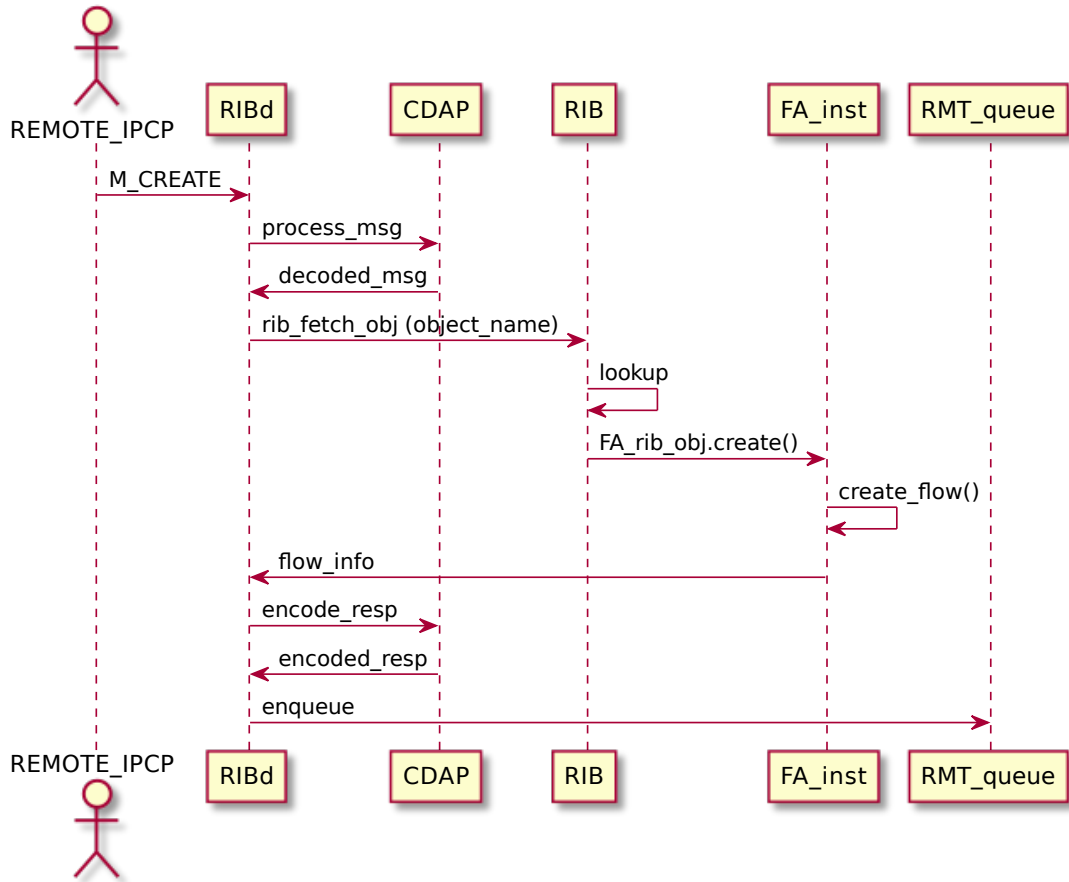 REMOTE_IPCP
RIBd
CDAP
RIB
FA_inst
RMT_queue
M_CREATE
process_msg
decoded_msg
rib_fetch_obj (object_name)
lookup
FA_rib_obj.create()
create_flow()
flow_info
encode_resp
encoded_resp
enqueue
REMOTE_IPCP
RIBd
CDAP
RIB
FA_inst
RMT_queue